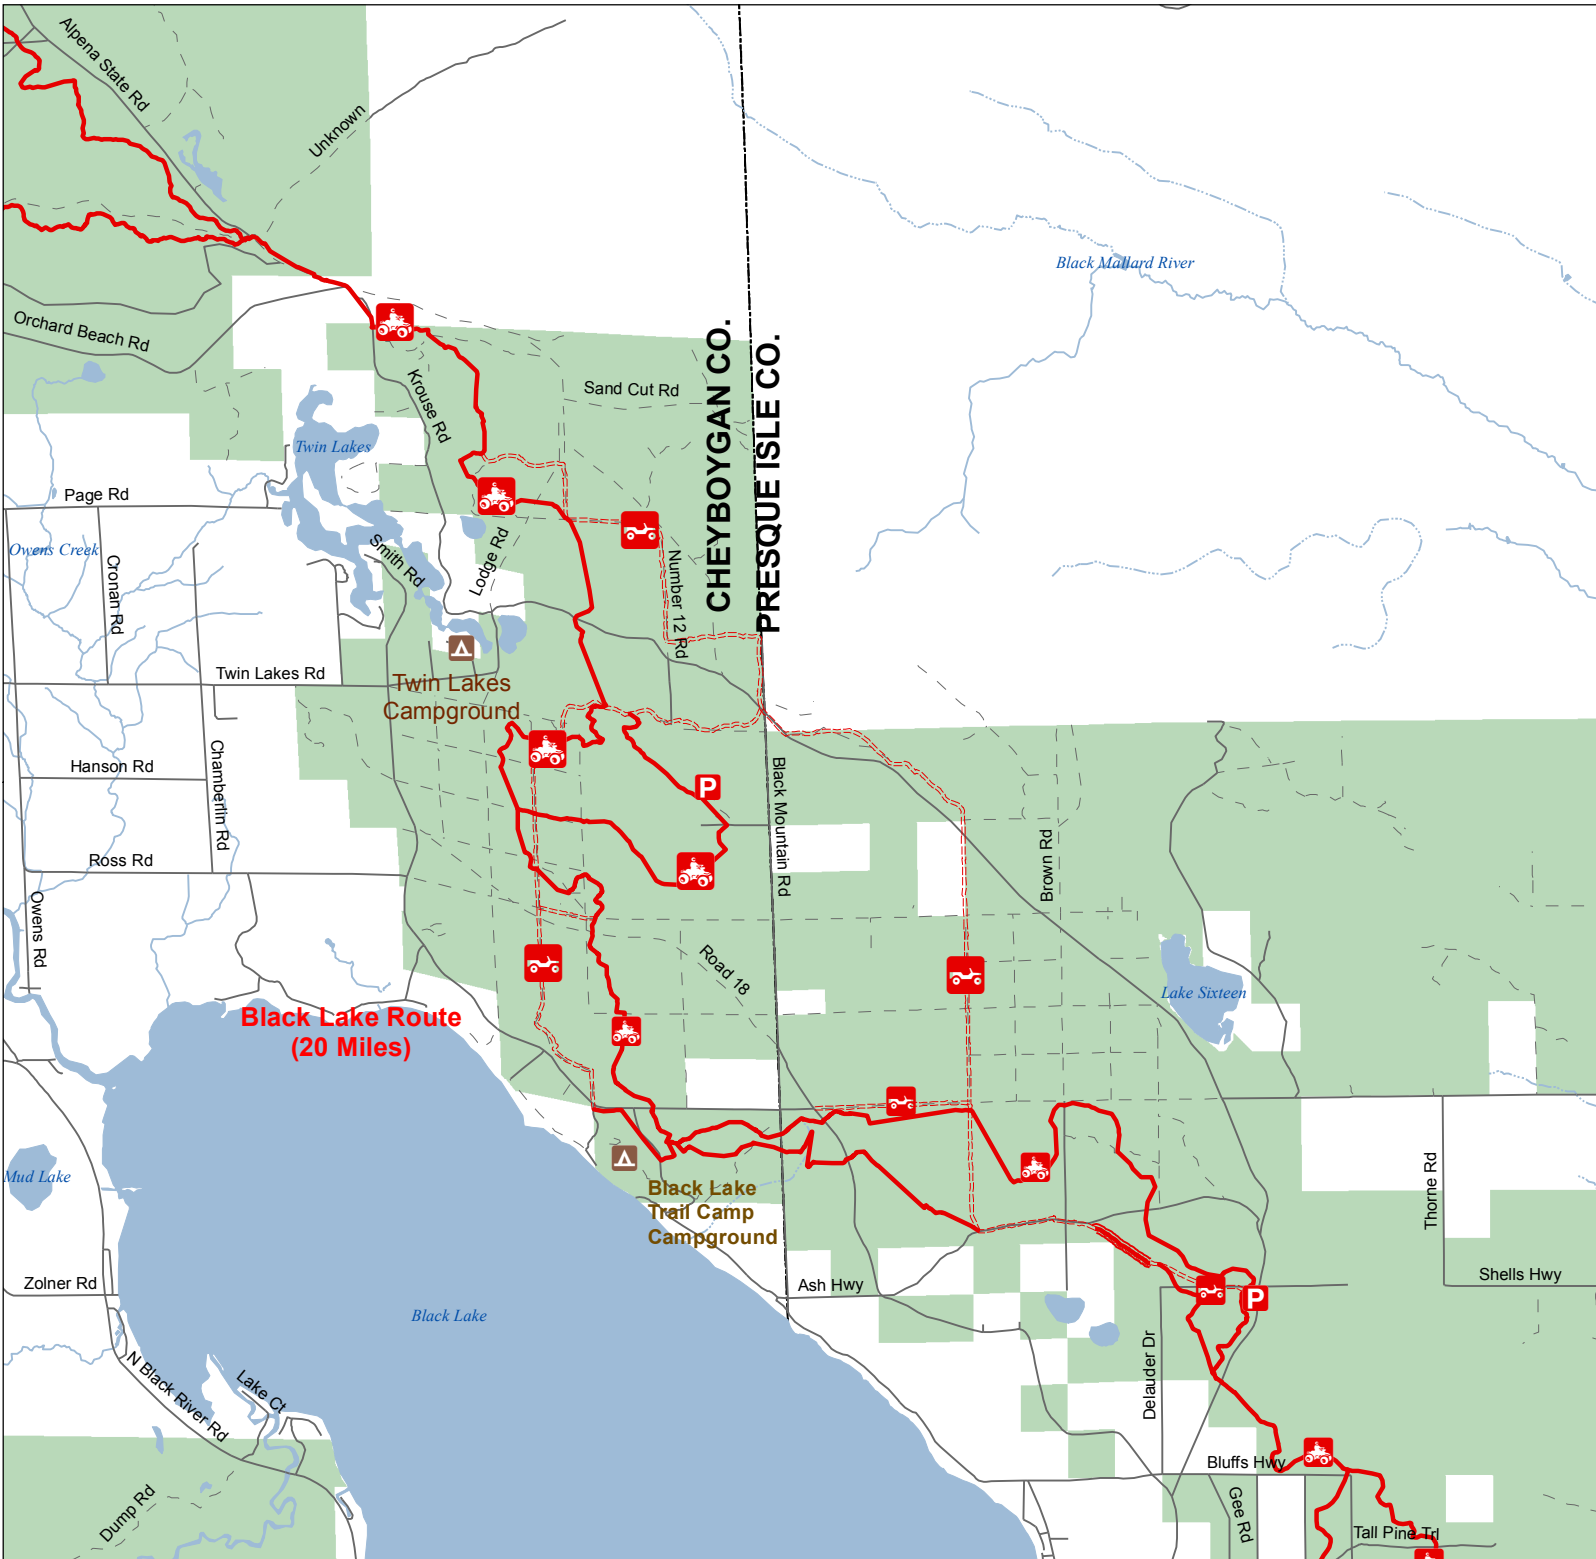 Alpena State Rd
Unknown
Black Mallard River
Orchard Beach Rd
CHEYBOYGAN CO.
PRESQUE ISLE CO.
Krouse Rd
Sand Cut Rd
Twin Lakes
Page Rd
Owens Creek
Cronan Rd
Smith Rd
Lodge Rd
Number 12 Rd
Twin Lakes Rd
Twin Lakes
Campground
Hanson Rd
Chamberlin Rd
P
Black Mountain Rd
Ross Rd
Brown Rd
Owens Rd
Road 18
Lake Sixteen
Black Lake Route
(20 Miles)
Mud Lake
Black Lake
Trail Camp
Campground
Thorne Rd
Zolner Rd
Ash Hwy
Shells Hwy
P
Black Lake
Delauder Dr
N Black River Rd
Lake Ct
Bluffs Hwy
Gee Rd
Dump Rd
Tall Pine Trl